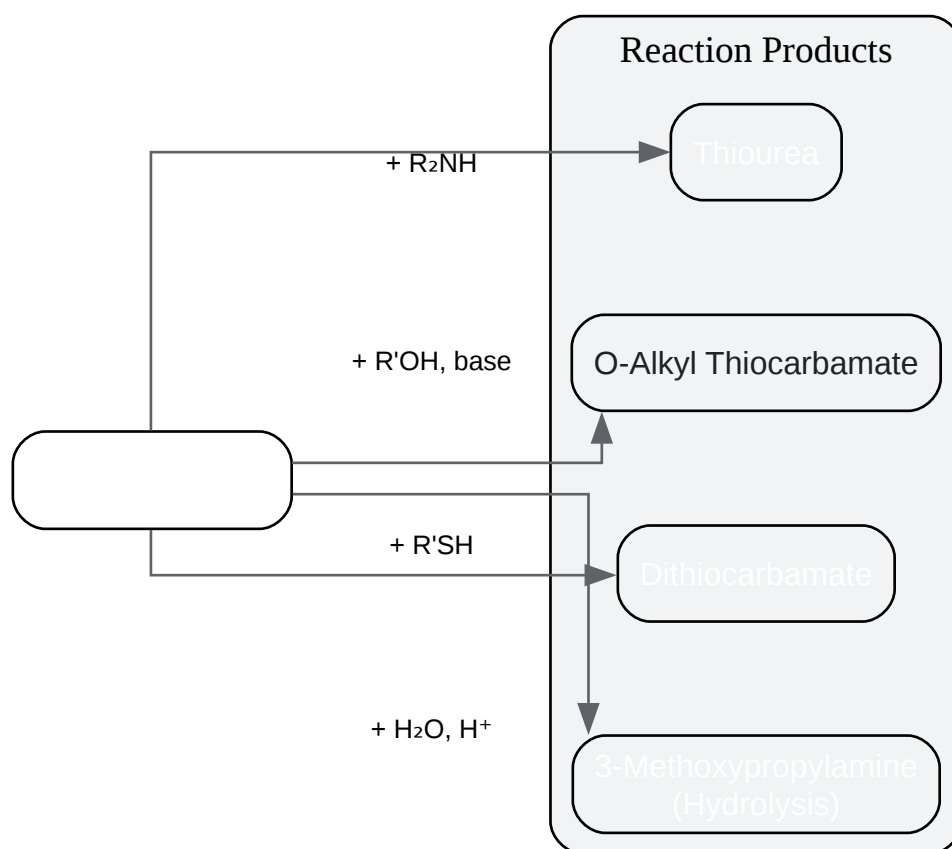 Reaction Products
Thiourea
+ R₂NH
+ R'OH, base
O-Alkyl Thiocarbamate
+ R'SH
Dithiocarbamate
+ H₂O, H⁺
3-Methoxypropylamine
(Hydrolysis)